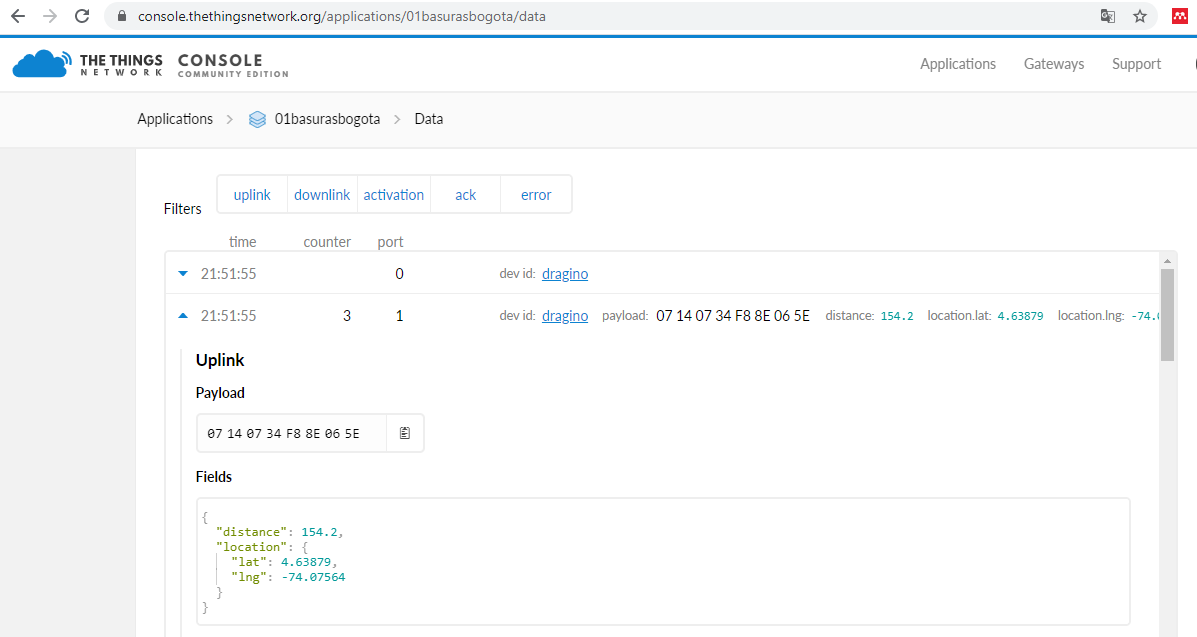 console.thethingsnetwork.org/applications/01basurasbogota/data
THE THINGS NETWORK CONSOLE COMMUNITY EDITION
Applications Gateways Support
Applications > 01basurasbogota > Data
Filters uplink downlink activation ack error
time counter port
21:51:55 0 dev id: dragino
21:51:55 3 1 dev id: dragino payload: 07 14 07 34 F8 8E 06 5E distance: 154.2 location.lat: 4.63879 location.lng: -74.0
Uplink
Payload
07 14 07 34 F8 8E 06 5E
Fields
{
"distance": 154.2,
"location": {
"lat": 4.63879,
"lng": -74.07564
}
}